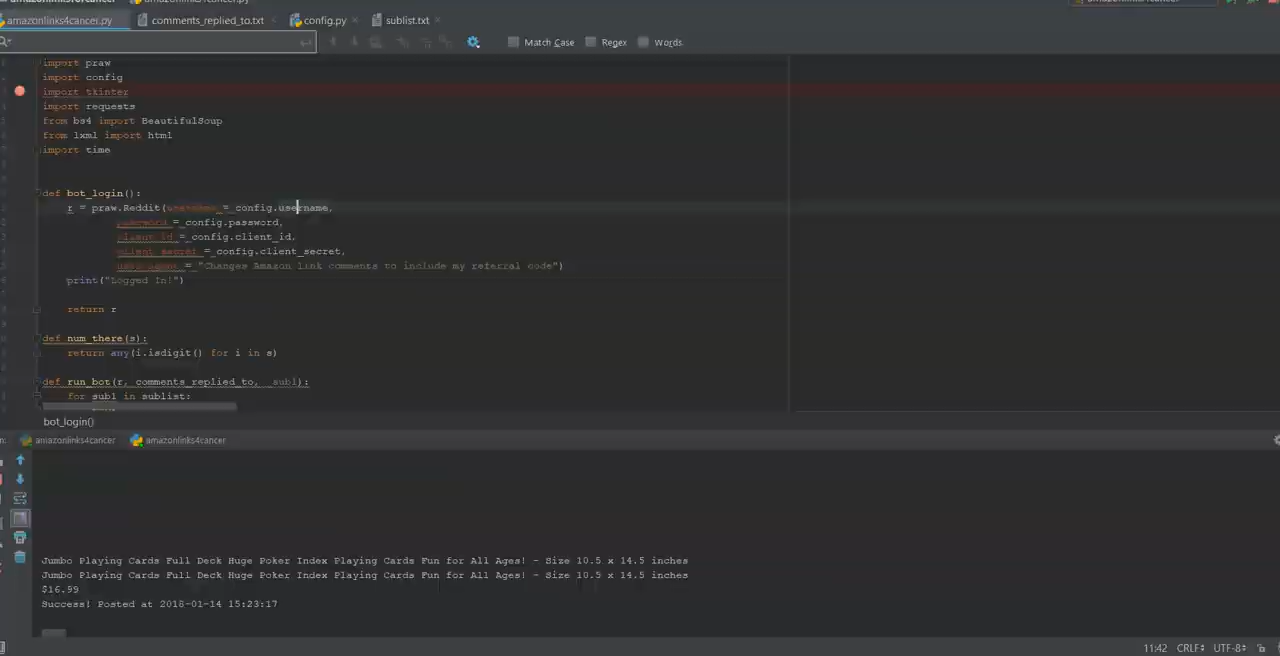 amazonlinks4cancer.py comments_replied_to.txt config.py sublist.txt
Match Case Regex Words
import praw
import config
import tkinter
import requests
from bs4 import BeautifulSoup
from lxml import html
import time
def bot_login():
r = praw.Reddit(username = config.username,
password = config.password,
client_id = config.client_id,
client_secret = config.client_secret,
user_agent = "Changes Amazon link comments to include my referral code")
print("Logged In!")
return r
def num_there(s):
return any(i.isdigit() for i in s)
def run_bot(r, comments_replied_to, subl):
for subl in sublist:
bot_login()
amazonlinks4cancer amazonlinks4cancer
Jumbo Playing Cards Full Deck Huge Poker Index Playing Cards Fun for All Ages! - Size 10.5 x 14.5 inches
Jumbo Playing Cards Full Deck Huge Poker Index Playing Cards Fun for All Ages! - Size 10.5 x 14.5 inches
$16.99
Success! Posted at 2018-01-14 15:23:17
11:42 CRLF UTF-8